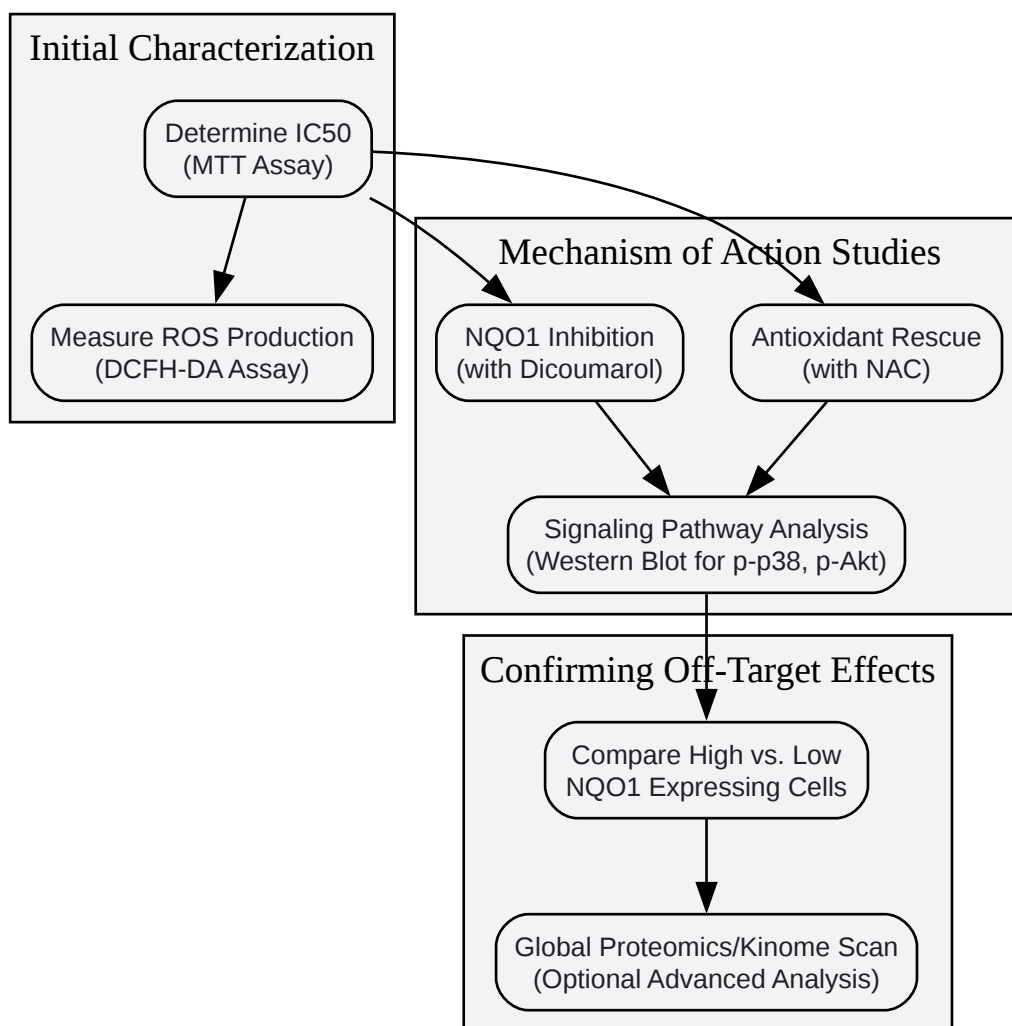 Initial Characterization
Determine IC50
(MTT Assay)
Measure ROS Production
(DCFH-DA Assay)
Mechanism of Action Studies
NQO1 Inhibition
(with Dicoumarol)
Antioxidant Rescue
(with NAC)
Signaling Pathway Analysis
(Western Blot for p-p38, p-Akt)
Confirming Off-Target Effects
Compare High vs. Low
NQO1 Expressing Cells
Global Proteomics/Kinome Scan
(Optional Advanced Analysis)